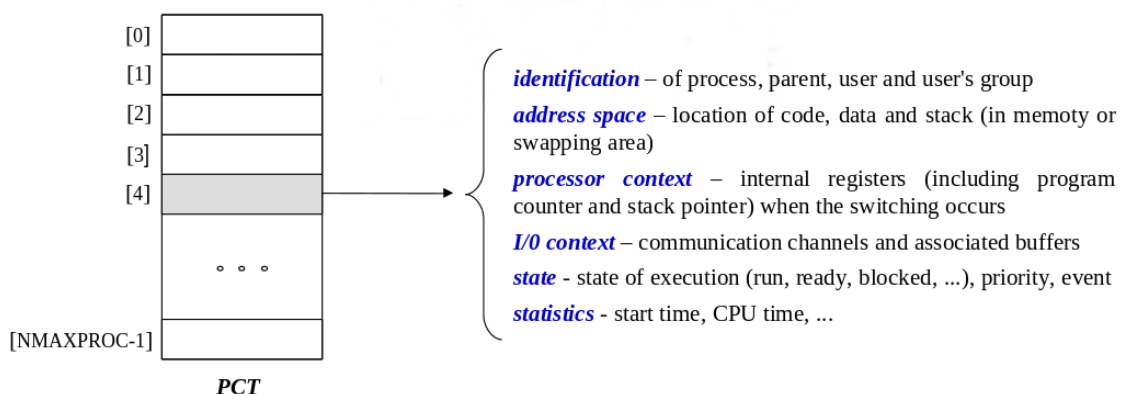 [0]
[1]
[2]
[3]
[4]
[NMAXPROC-1]
PCT
identification – of process, parent, user and user's group
address space – location of code, data and stack (in memoty or
swapping area)
processor context – internal registers (including program
counter and stack pointer) when the switching occurs
I/0 context – communication channels and associated buffers
state - state of execution (run, ready, blocked, ...), priority, event
statistics - start time, CPU time, ...